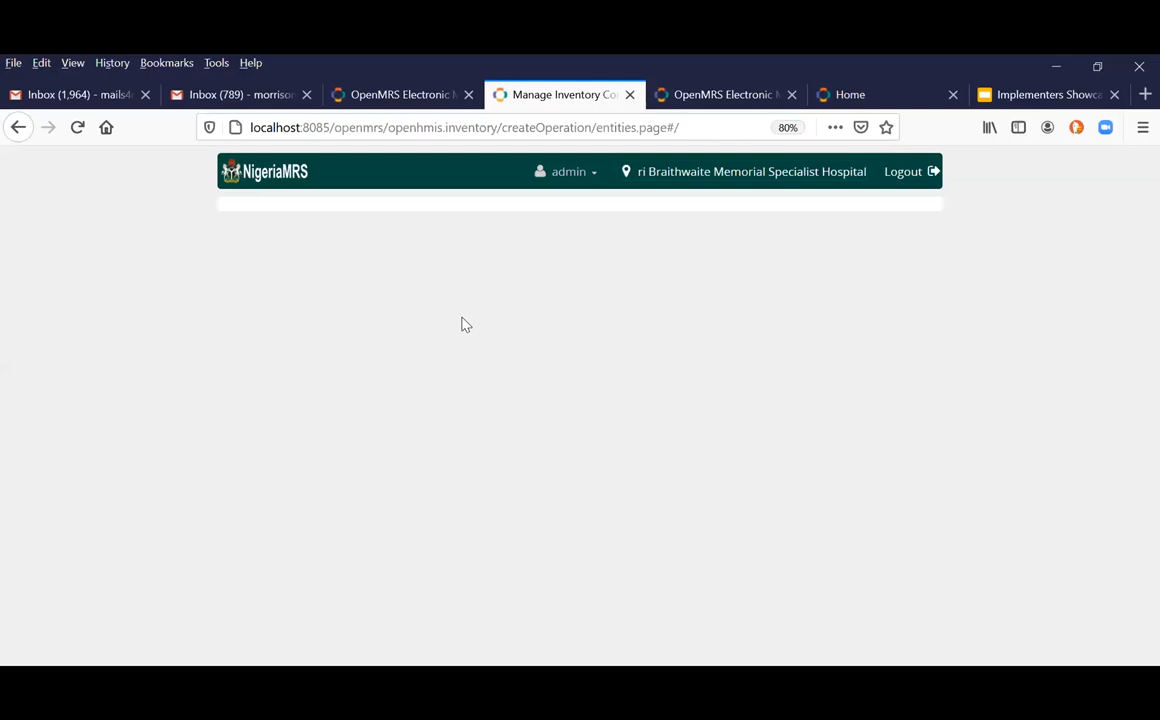 File Edit View History Bookmarks Tools Help
Inbox (1,964) - mails4 Inbox (789) - morriso OpenMRS Electronic M Manage Inventory Co OpenMRS Electronic M Home Implementers Showca
localhost:8085/openmrs/openhmis.inventory/createOperation/entities.page#/ 80%
NigeriaMRS admin ri Braithwaite Memorial Specialist Hospital Logout